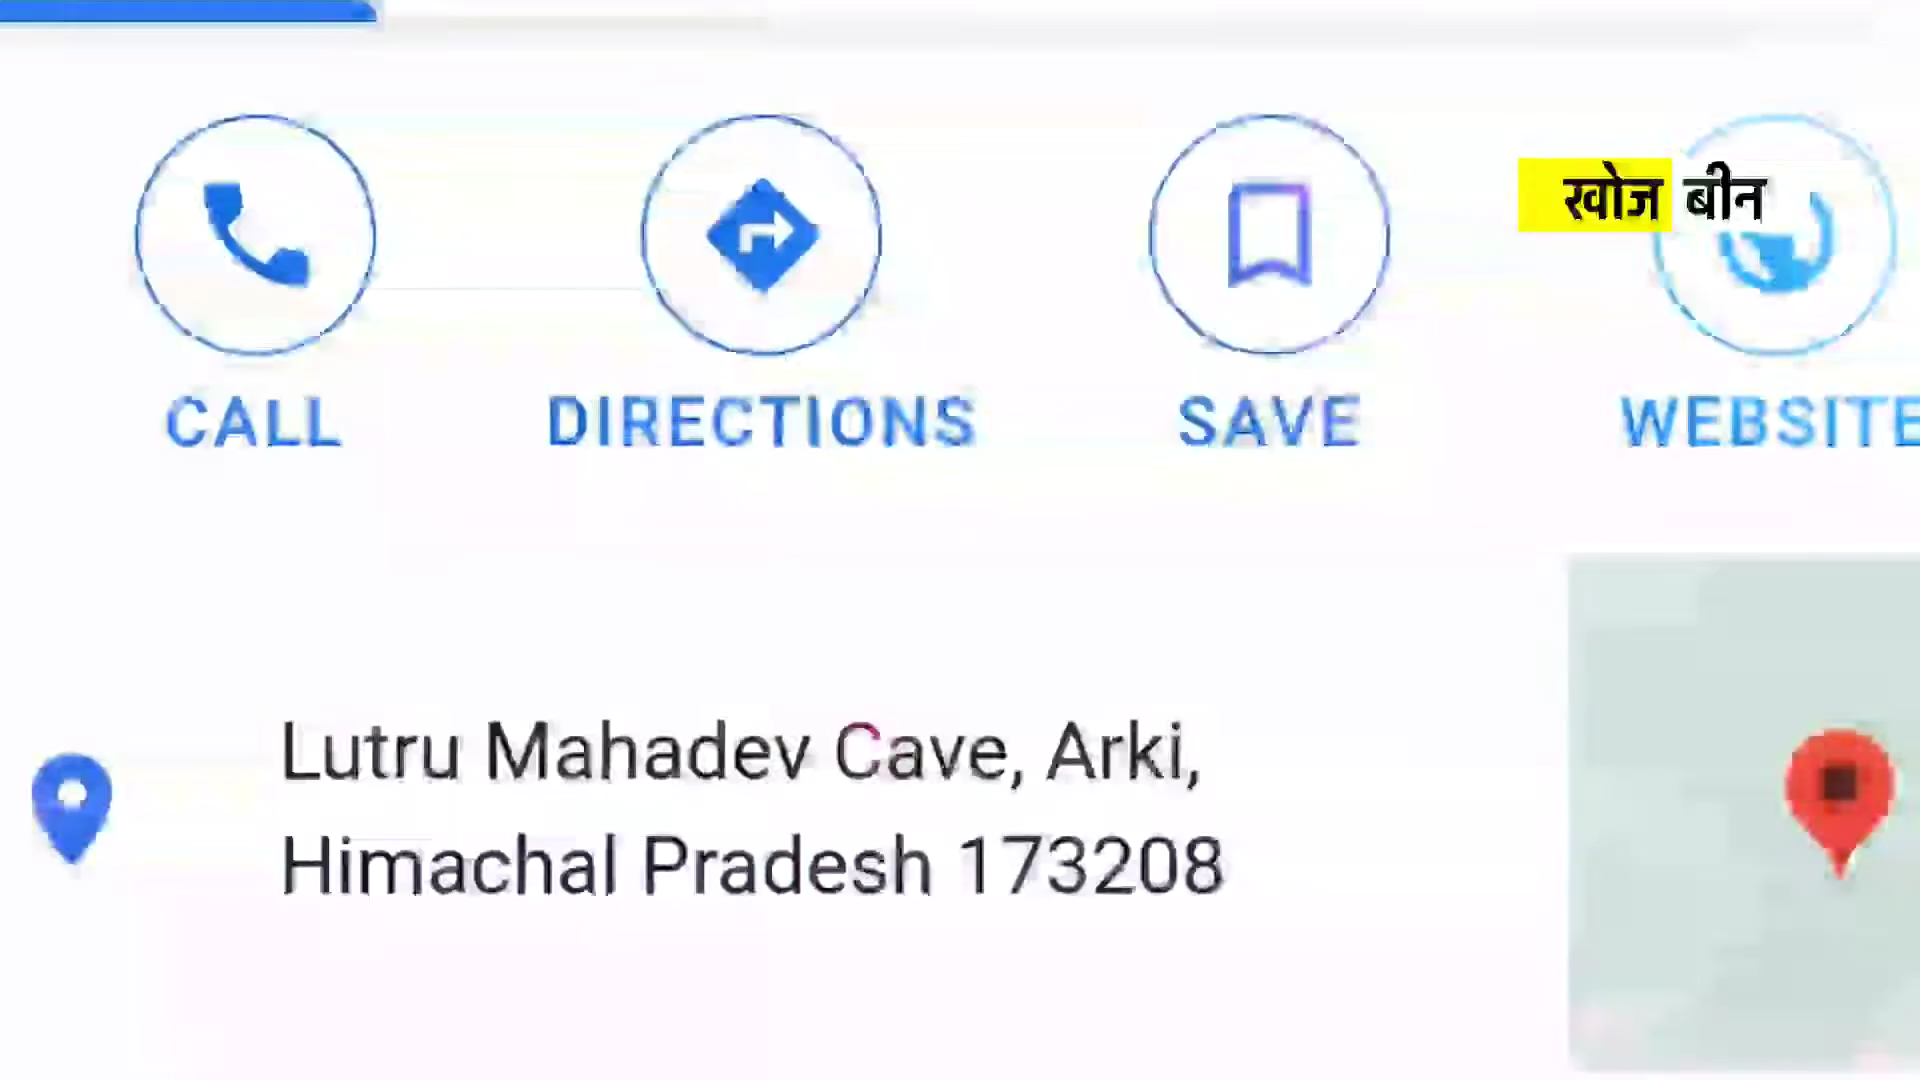 खोज बीन
CALL DIRECTIONS SAVE WEBSITE
Lutru Mahadev Cave, Arki,
Himachal Pradesh 173208